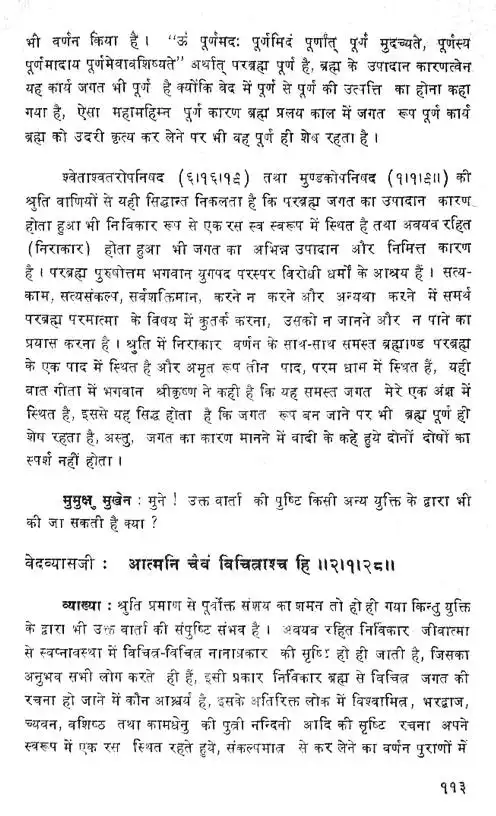 भी वर्णन किया है। "ऊं पूर्णमदः पूर्णमिदं पूर्णात् पूर्ण मुदच्यते, पूर्णस्य
पूर्णमादाय पूर्णमेवावशिष्यते" अर्थात् परब्रह्म पूर्ण है, ब्रह्म के उपादान कारणत्वेन
यह कार्य जगत भी पूर्ण है क्योंकि वेद में पूर्ण से पूर्ण की उत्पत्ति का होना कहा
गया है, ऐसा महामहिम्न पूर्ण कारण ब्रह्म प्रलय काल में जगत रूप पूर्ण कार्य
ब्रह्म को उदरी कृत्य कर लेने पर भी वह पूर्ण ही शेष रहता है।
श्वेताश्वतरोपनिषद (६।१६।१९) तथा मुण्डकोपनिषद (१।१।९॥) की
श्रुति वाणियों से यही सिद्धान्त निकलता है कि परब्रह्म जगत का उपादान कारण
होता हुआ भी निर्विकार रूप से एक रस स्व स्वरूप में स्थित है तथा अवयव रहित
(निराकार) होता हुआ भी जगत का अभिन्न उपादान और निमित्त कारण
है। परब्रह्म पुरुषोत्तम भगवान युगपद परस्पर विरोधी धर्मों के आश्रय हैं। सत्य-
काम, सत्यसंकल्प, सर्वशक्तिमान, करने न करने और अन्यथा करने में समर्थ
परब्रह्म परमात्मा के विषय में कुतर्क करना, उसको न जानने और न पाने का
प्रयास करना है। श्रुति में निराकार वर्णन के साथ-साथ समस्त ब्रह्माण्ड परब्रह्म
के एक पाद में स्थित है और अमृत रूप तीन पाद, परम धाम में स्थित हैं, यही
बात गीता में भगवान श्रीकृष्ण ने कही है कि यह समस्त जगत मेरे एक अंश में
स्थित है, इससे यह सिद्ध होता है कि जगत रूप बन जाने पर भी ब्रह्म पूर्ण ही
शेष रहता है, अस्तु, जगत का कारण मानने में वादी के कहे हुये दोनों दोषों का
स्पर्श नहीं होता।
मुमुक्षु मुखेन : मुने ! उक्त वार्ता की पुष्टि किसी अन्य युक्ति के द्वारा भी
की जा सकती है क्या ?
वेदव्यासजी : आत्मनि चैवं विचित्राश्च हि ॥२।१।२८॥
व्याख्या : श्रुति प्रमाण से पूर्वोक्त संशय का शमन तो हो ही गया किन्तु युक्ति
के द्वारा भी उक्त वार्ता की संपुष्टि संभव है। अवयव रहित निर्विकार जीवात्मा
से स्वप्नावस्था में विचित्र-विचित्र नानाप्रकार की सृष्टि हो ही जाती है, जिसका
अनुभव सभी लोग करते ही हैं, इसी प्रकार निर्विकार ब्रह्म से विचित्र जगत की
रचना हो जाने में कौन आश्चर्य है, इसके अतिरिक्त लोक में विश्वामित्र, भरद्वाज,
च्यवन, वशिष्ठ तथा कामधेनु की पुत्री नन्दिनी आदि की सृष्टि रचना अपने
स्वरूप में एक रस स्थित रहते हुये, संकल्पमात्र से कर लेने का वर्णन पुराणों में
११३